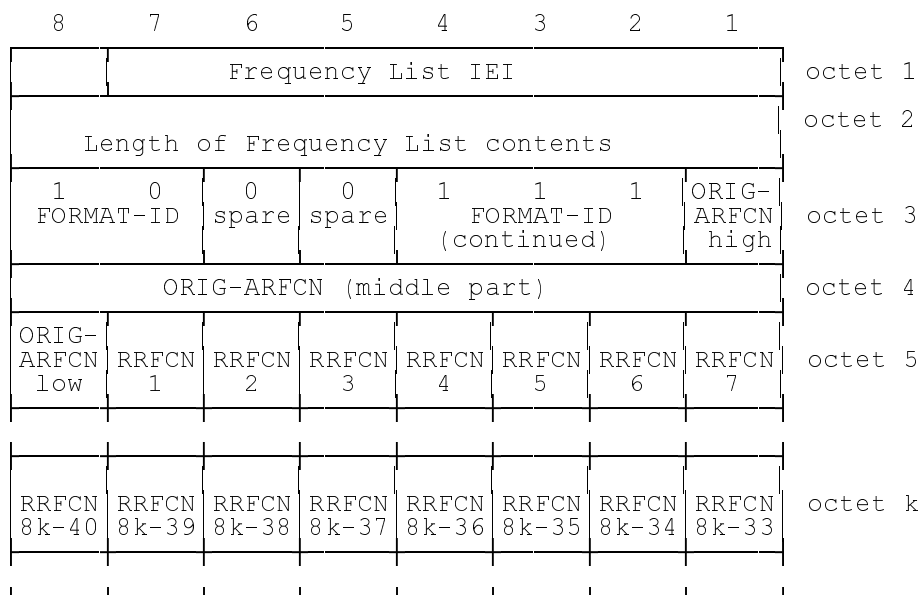 8 7 6 5 4 3 2 1
Frequency List IEI octet 1
octet 2
Length of Frequency List contents
1 0 0 0 1 1 1 ORIG-
FORMAT-ID spare spare FORMAT-ID ARFCN octet 3
(continued) high
ORIG-ARFCN (middle part) octet 4
ORIG-
ARFCN RRFCN RRFCN RRFCN RRFCN RRFCN RRFCN RRFCN octet 5
low 1 2 3 4 5 6 7
RRFCN RRFCN RRFCN RRFCN RRFCN RRFCN RRFCN RRFCN octet k
8k-40 8k-39 8k-38 8k-37 8k-36 8k-35 8k-34 8k-33